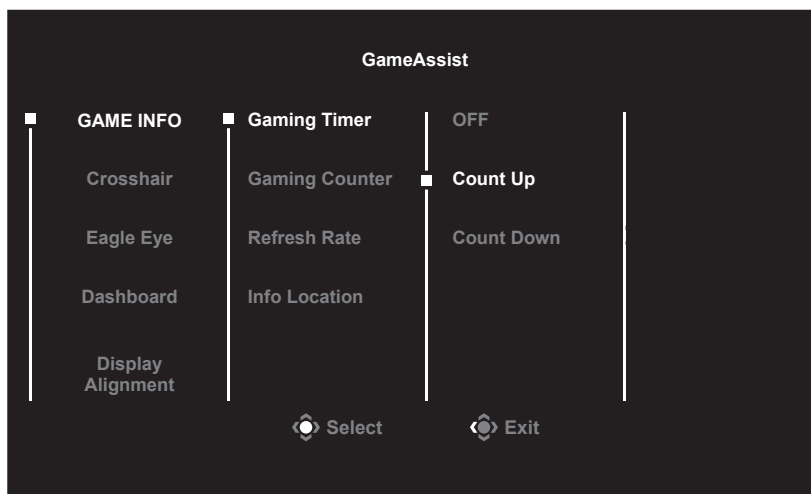 GameAssist
GAME INFO
Gaming Timer
OFF
Crosshair
Gaming Counter
Count Up
Eagle Eye
Refresh Rate
Count Down
Dashboard
Info Location
Display
Alignment
Select
Exit